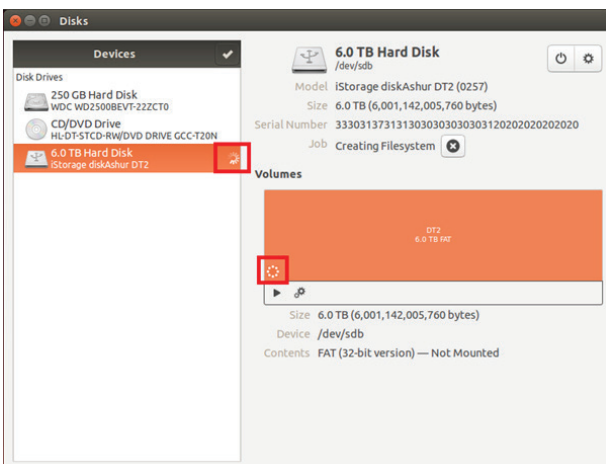 Disks
Devices
Disk Drives
250 GB Hard Disk
WDC WD2500BEVT-22ZCT0
CD/DVD Drive
HL-DT-STCD-RW/DVD DRIVE GCC-T20N
6.0 TB Hard Disk
iStorage diskAshur DT2
6.0 TB Hard Disk
/dev/sdb
Model iStorage diskAshur DT2 (0257)
Size 6.0 TB (6,001,142,005,760 bytes)
Serial Number 33303137313130303030303031202020202020
Job Creating Filesystem
Volumes
DT2
6.0 TB FAT
Size 6.0 TB (6,001,142,005,760 bytes)
Device /dev/sdb
Contents FAT (32-bit version) — Not Mounted